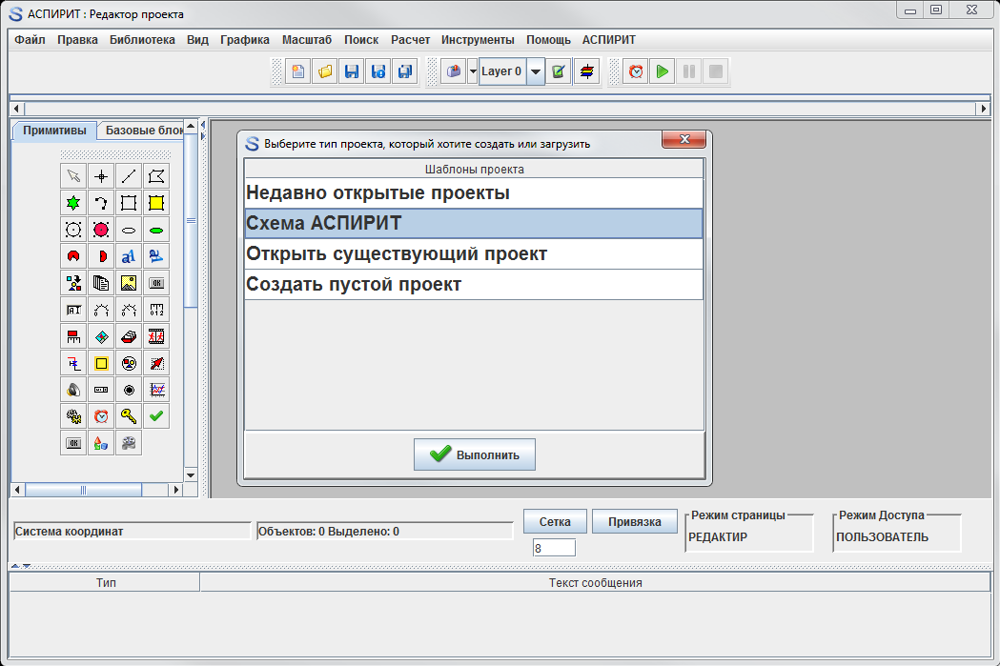 АСПИРИТ : Редактор проекта
Файл Правка Библиотека Вид Графика Масштаб Поиск Расчет Инструменты Помощь АСПИРИТ
Layer 0
Примитивы Базовые блок
Выберите тип проекта, который хотите создать или загрузить
Шаблоны проекта
Недавно открытые проекты
Схема АСПИРИТ
Открыть существующий проект
Создать пустой проект
Выполнить
OK
OK
Система координат
Объектов: 0 Выделено: 0
Сетка
8
Привязка
Режим страницы
РЕДАКТИР
Режим Доступа
ПОЛЬЗОВАТЕЛЬ
Тип Текст сообщения